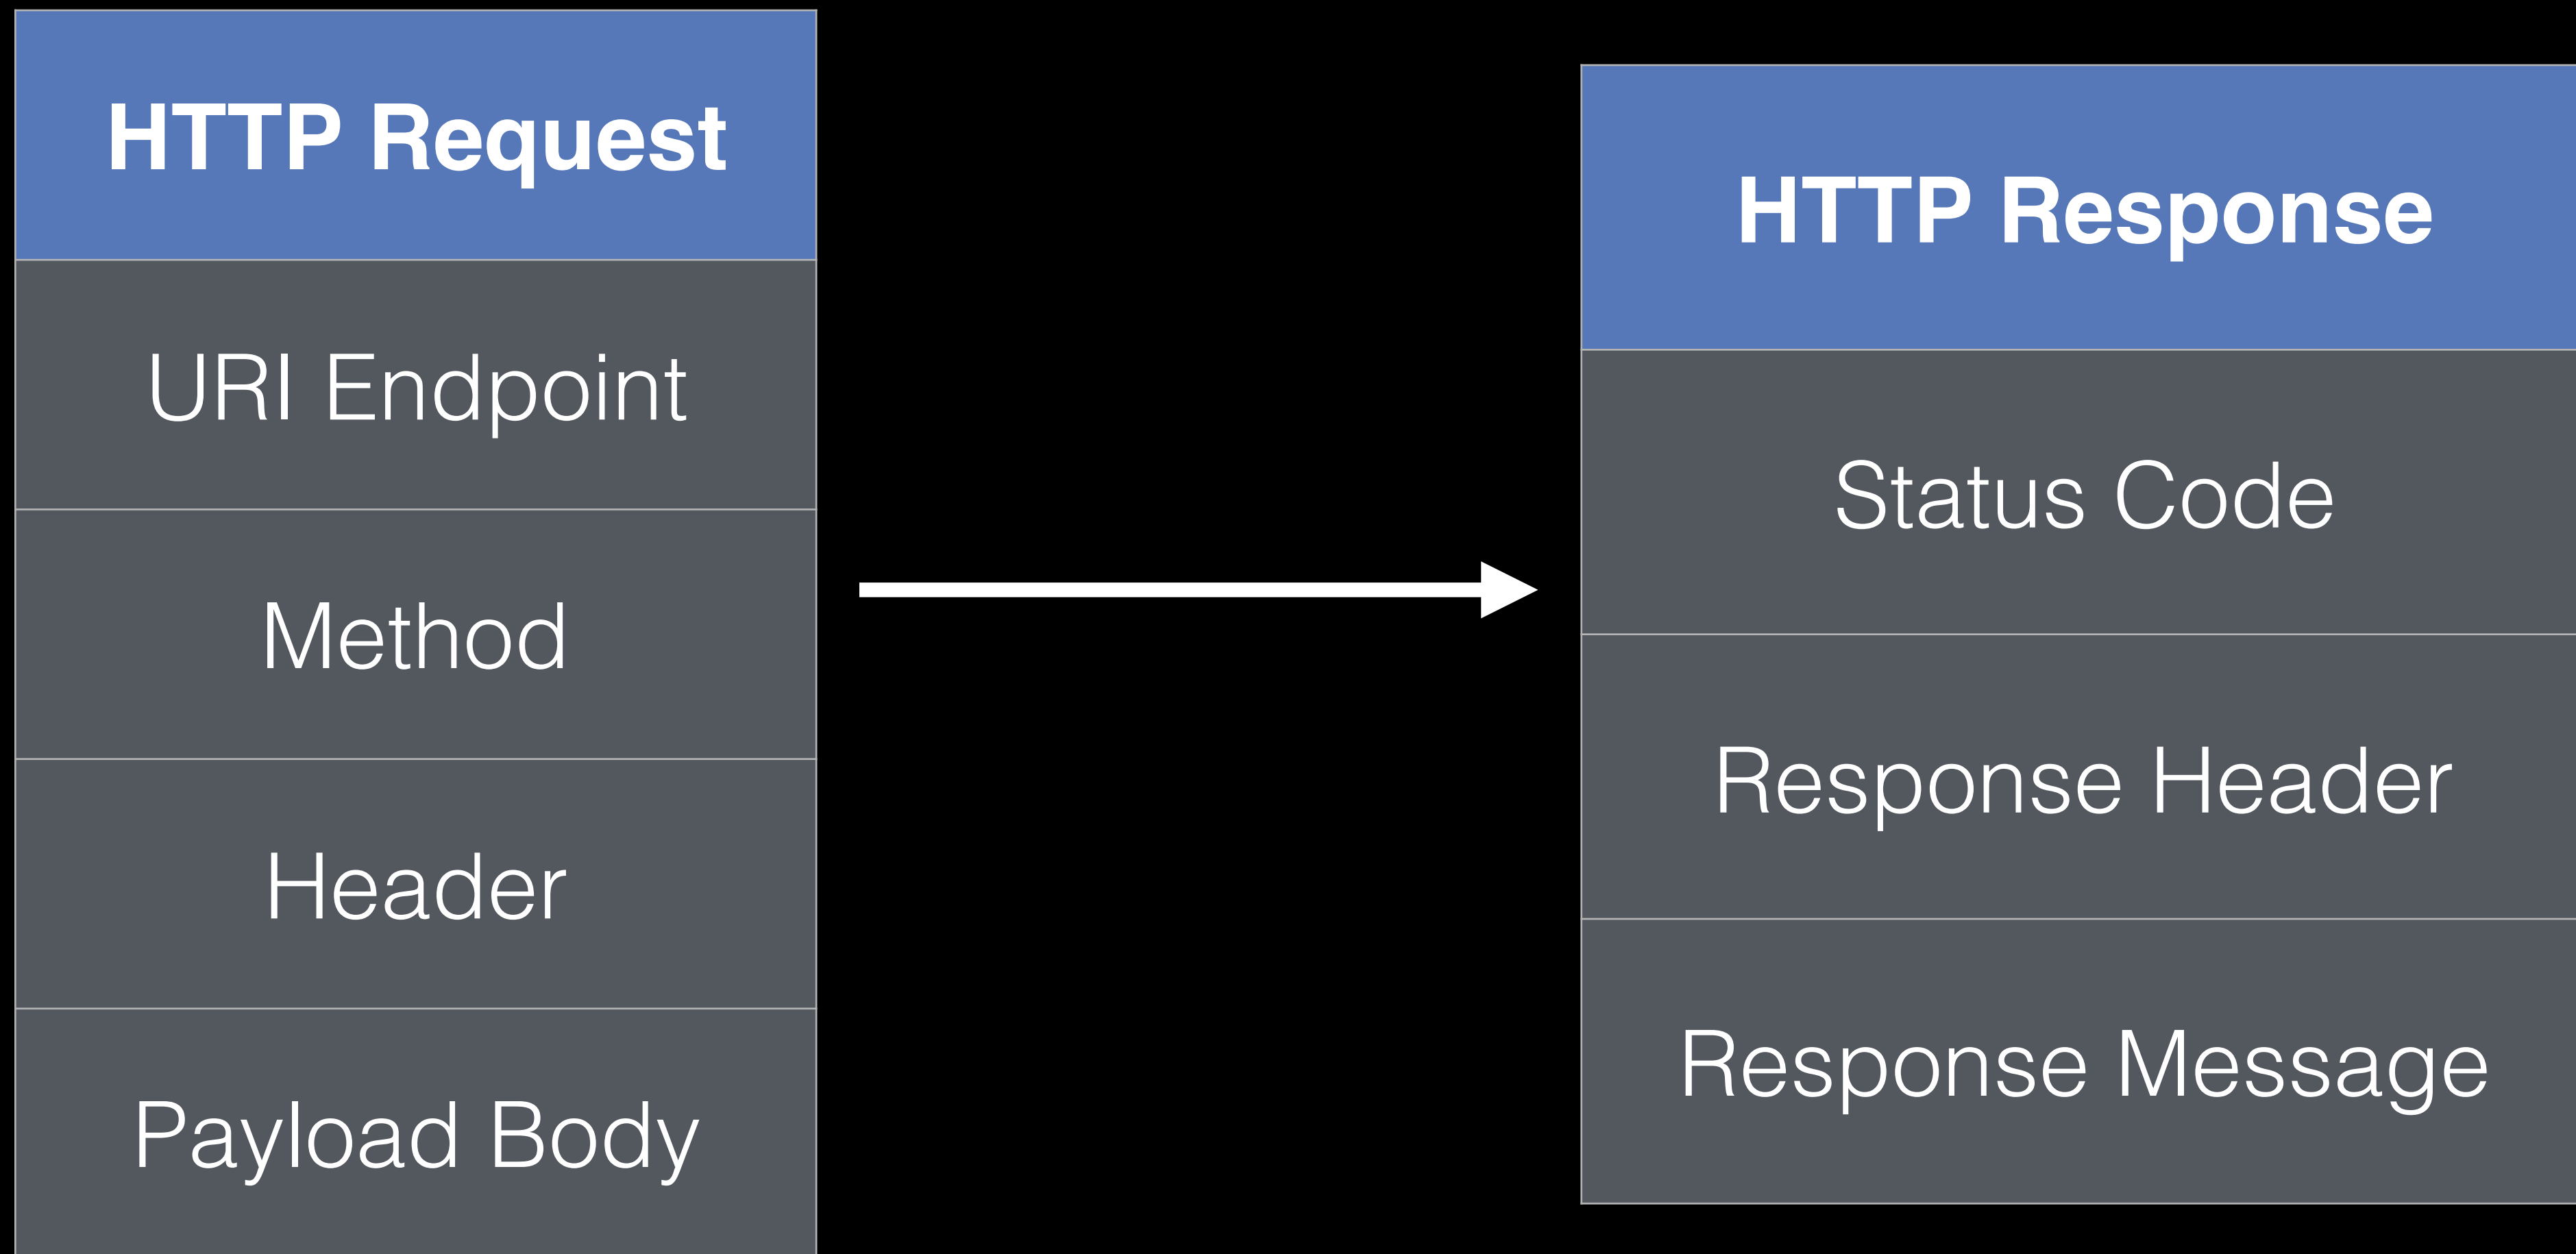 HTTP Request
URI Endpoint
Method
Header
Payload Body
HTTP Response
Status Code
Response Header
Response Message